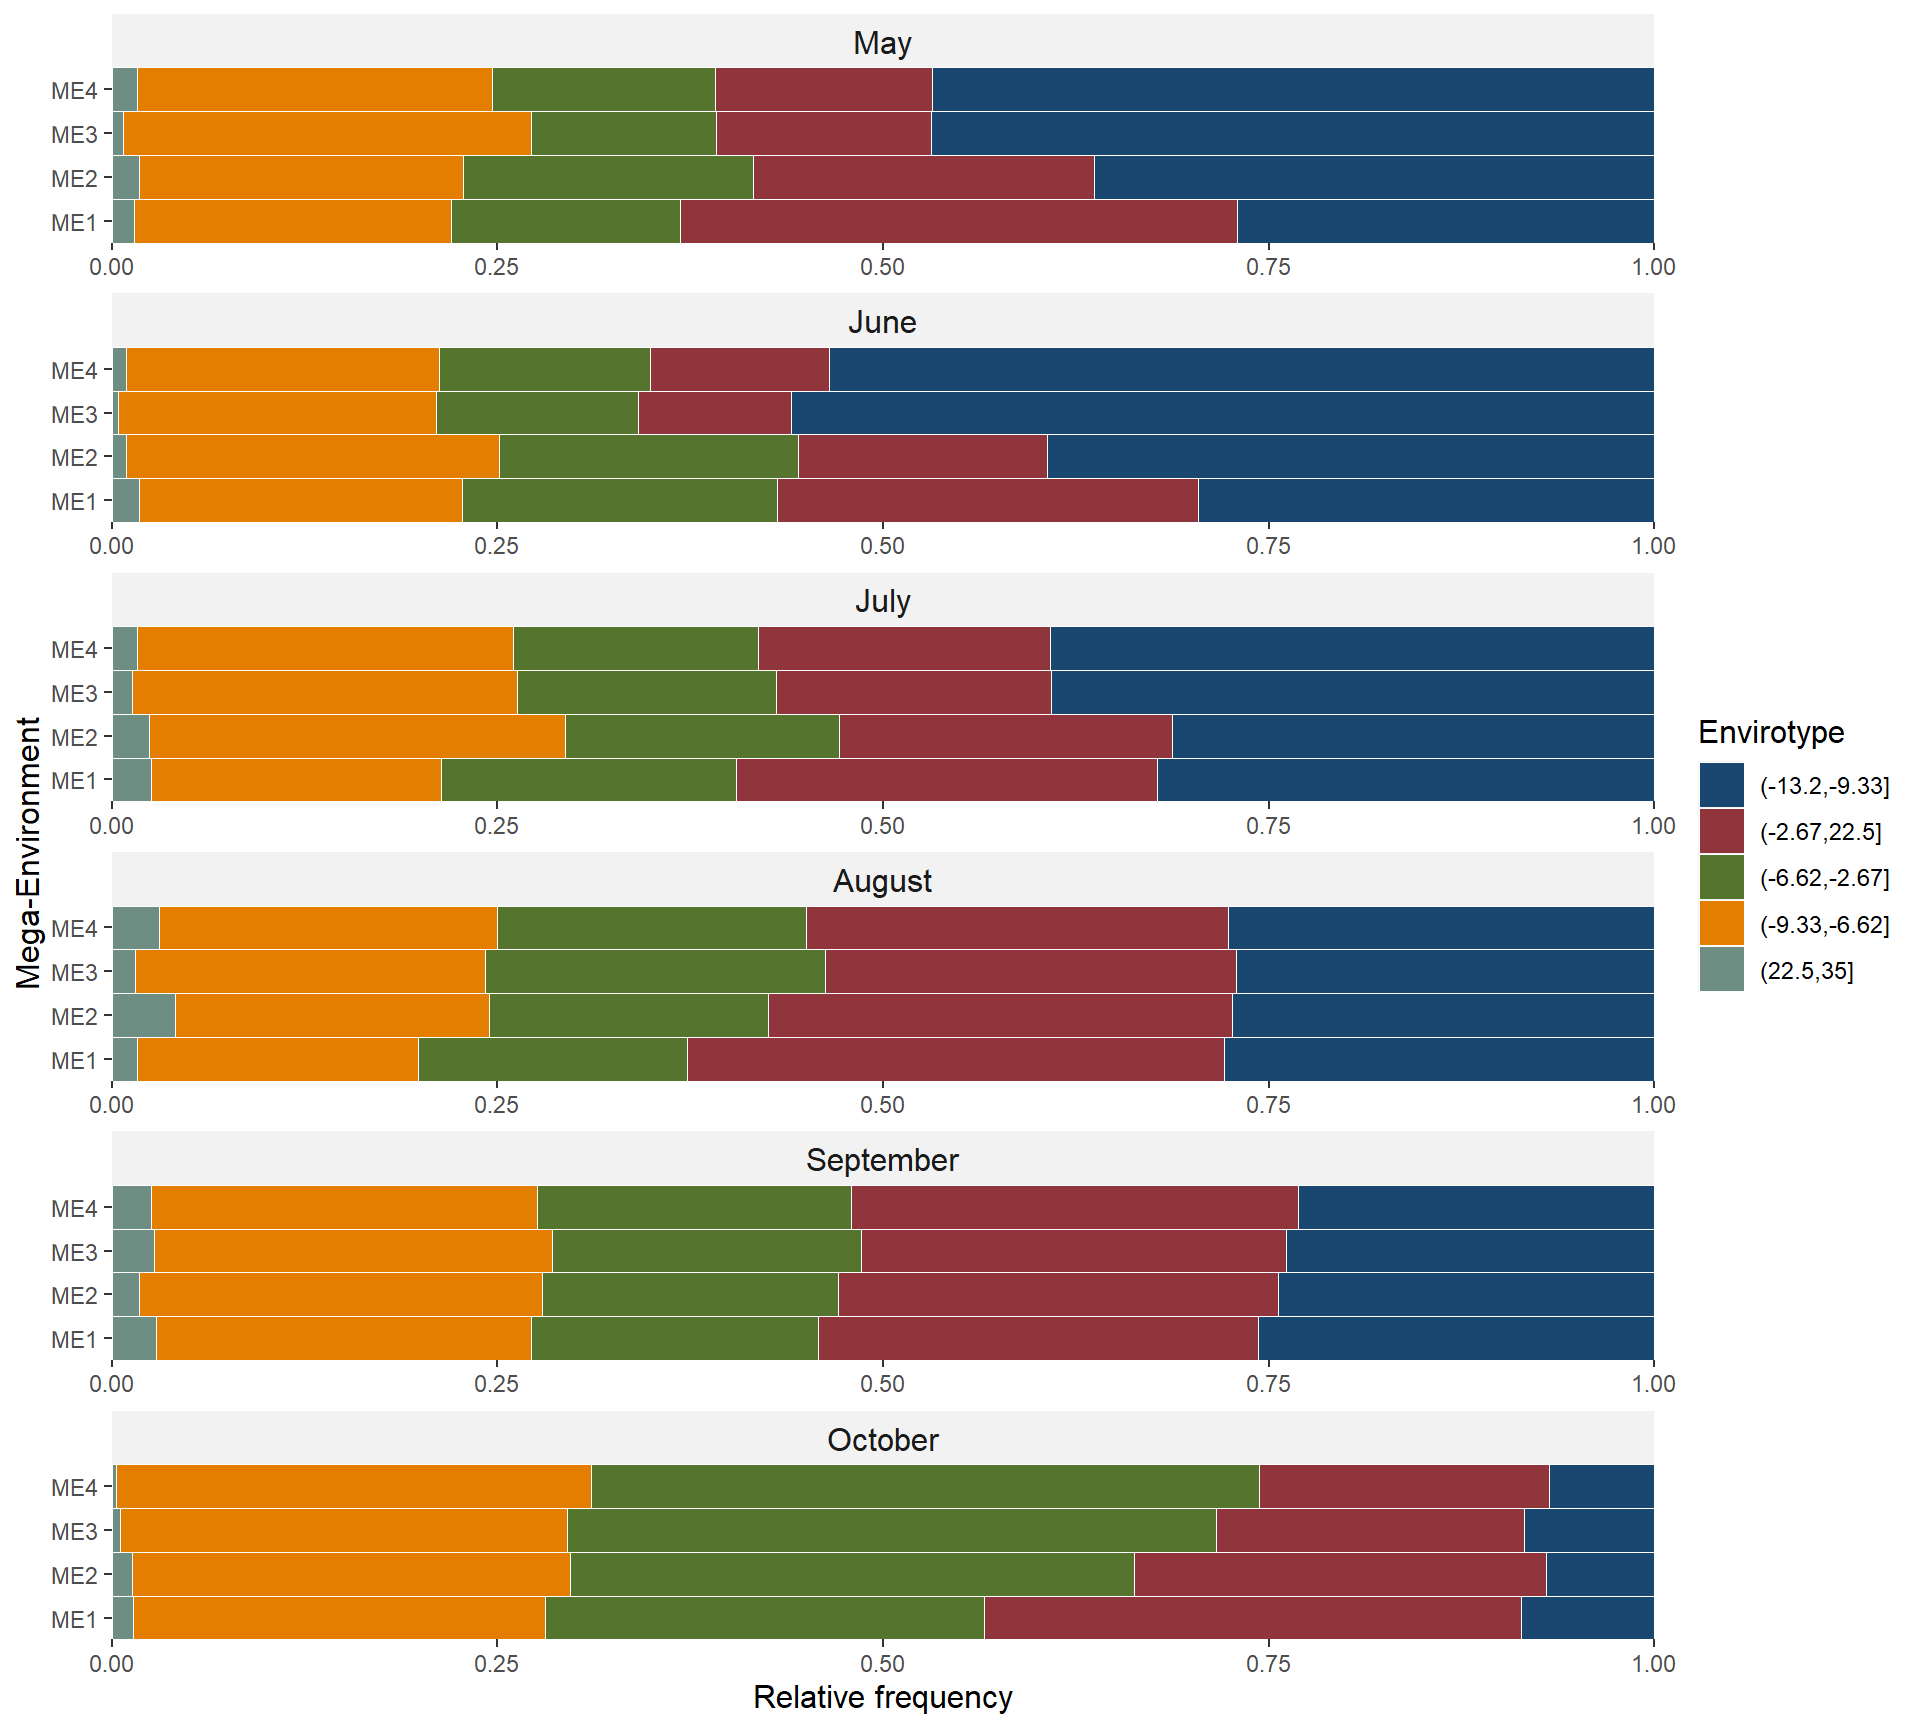 May
ME4
ME3
ME2
ME1
0.00 0.25 0.50 0.75 1.00
June
ME4
ME3
ME2
ME1
0.00 0.25 0.50 0.75 1.00
July
ME4
ME3
ME2
ME1
0.00 0.25 0.50 0.75 1.00
August
ME4
ME3
ME2
ME1
0.00 0.25 0.50 0.75 1.00
September
ME4
ME3
ME2
ME1
0.00 0.25 0.50 0.75 1.00
October
ME4
ME3
ME2
ME1
0.00 0.25 0.50 0.75 1.00
Relative frequency
Mega-Environment
Envirotype
(-13.2,-9.33]
(-2.67,22.5]
(-6.62,-2.67]
(-9.33,-6.62]
(22.5,35]